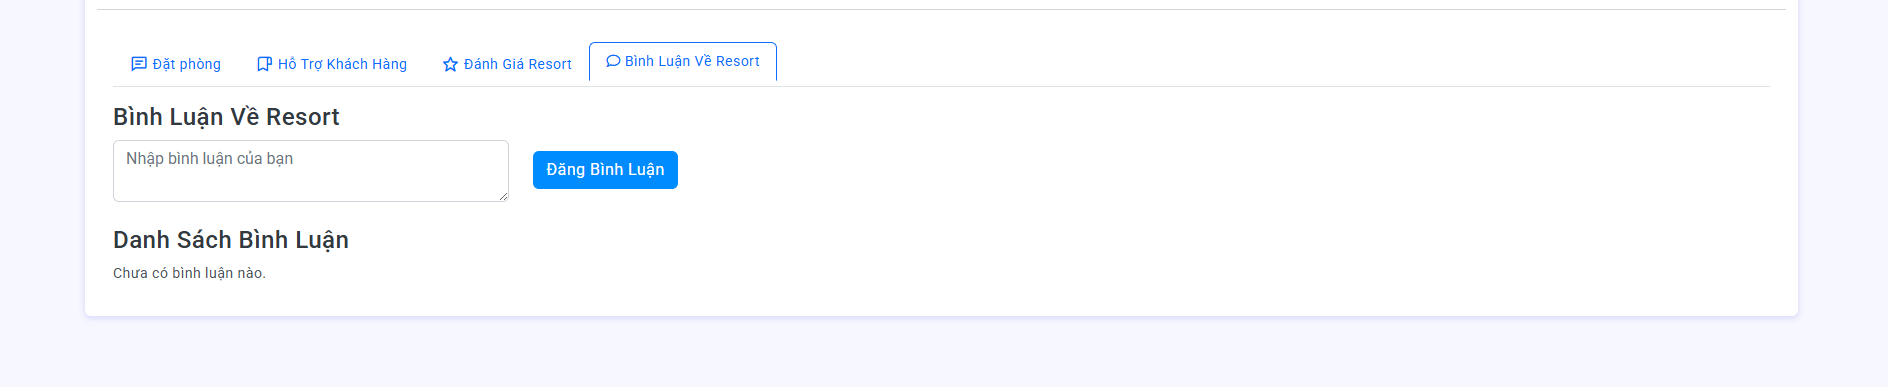 Đặt phòng Hỗ Trợ Khách Hàng Đánh Giá Resort Bình Luận Về Resort
Bình Luận Về Resort
Nhập bình luận của bạn
Đăng Bình Luận
Danh Sách Bình Luận
Chưa có bình luận nào.